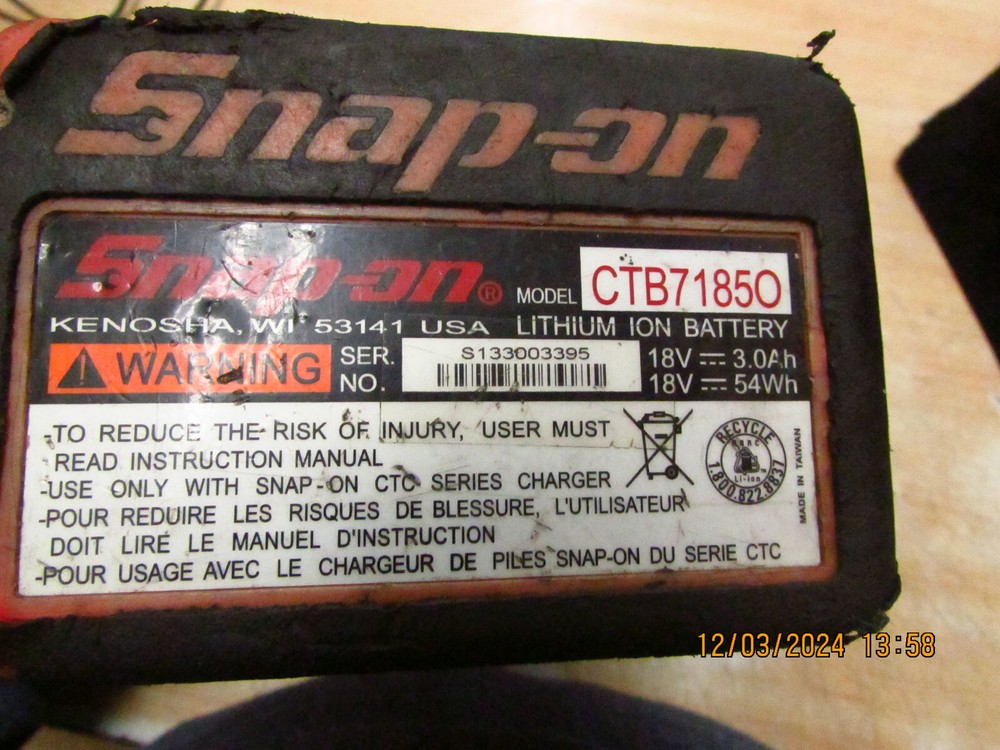 Snap-on
Snap-on®
MODEL CTB7185O
KENOSHA, WI 53141 USA LITHIUM ION BATTERY
WARNING
SER. NO. S133003395
18V ⎓ 3.0Ah
18V ⎓ 54Wh
-TO REDUCE THE RISK OF INJURY, USER MUST
READ INSTRUCTION MANUAL
-USE ONLY WITH SNAP-ON CTC SERIES CHARGER
-POUR REDUIRE LES RISQUES DE BLESSURE, L'UTILISATEUR
DOIT LIRE LE MANUEL D'INSTRUCTION
-POUR USAGE AVEC LE CHARGEUR DE PILES SNAP-ON DU SERIE CTC
RECYCLE
RBRC
Li-Ion
1.800.822.8837
MADE IN TAIWAN
12/03/2024 13:58